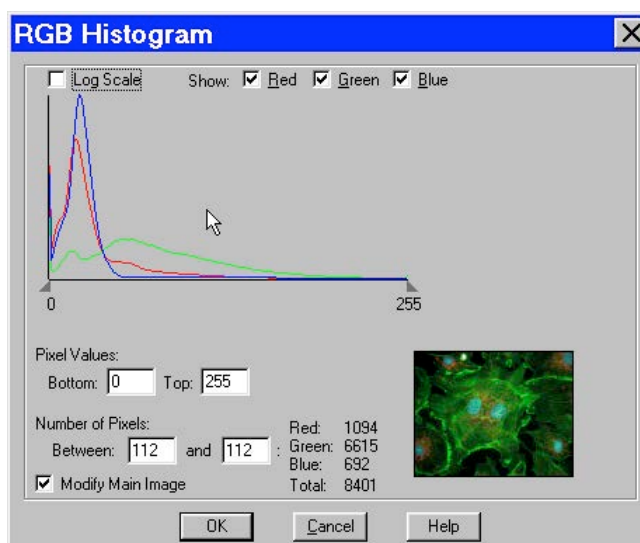 RGB Histogram
Log Scale Show: Red Green Blue
0 255
Pixel Values:
Bottom: 0 Top: 255
Number of Pixels:
Between: 112 and 112 :
Red: 1094
Green: 6615
Blue: 692
Total: 8401
Modify Main Image
OK Cancel Help